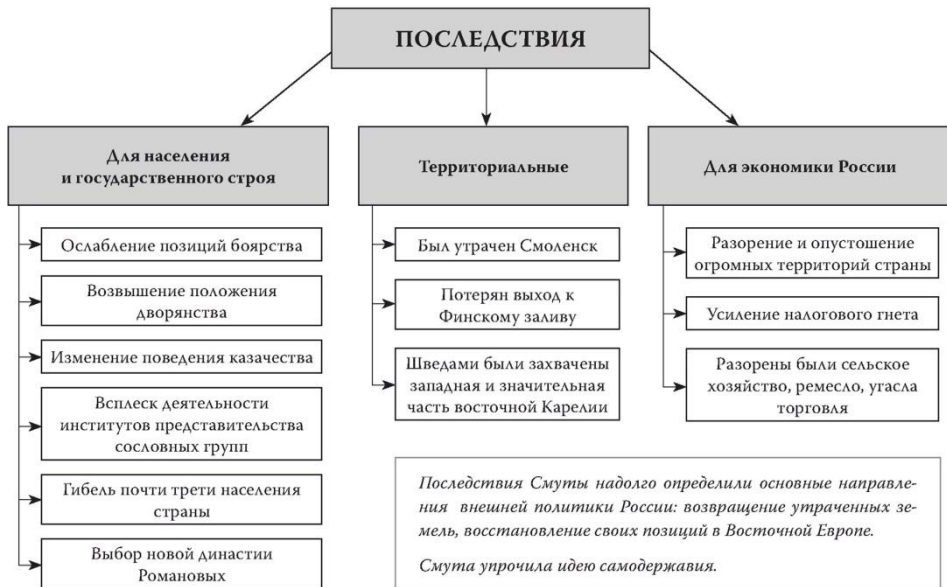 ПОСЛЕДСТВИЯ
Для населения
и государственного строя
Ослабление позиций боярства
Возвышение положения
дворянства
Изменение поведения казачества
Всплеск деятельности
институтов представительства
сословных групп
Гибель почти трети населения
страны
Выбор новой династии
Романовых
Территориальные
Был утрачен Смоленск
Потерян выход к
Финскому заливу
Шведами были захвачены
западная и значительная
часть восточной Карелии
Для экономики России
Разорение и опустошение
огромных территорий страны
Усиление налогового гнета
Разорены были сельское
хозяйство, ремесло, угасла
торговля
Последствия Смуты надолго определили основные направле-
ния внешней политики России: возвращение утраченных зе-
мель, восстановление своих позиций в Восточной Европе.
Смута упрочила идею самодержавия.